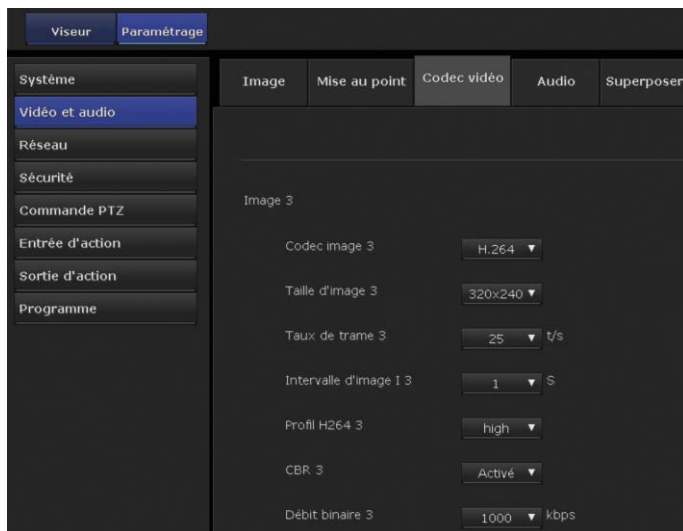 Viseur Paramétrage
Système
Vidéo et audio
Réseau
Sécurité
Commande PTZ
Entrée d'action
Sortie d'action
Programme
Image Mise au point Codec vidéo Audio Superposer
Image 3
Codec image 3 H.264
Taille d'image 3 320x240
Taux de trame 3 25 t/s
Intervalle d'image I 3 1 S
Profil H264 3 high
CBR 3 Activé
Débit binaire 3 1000 kbps